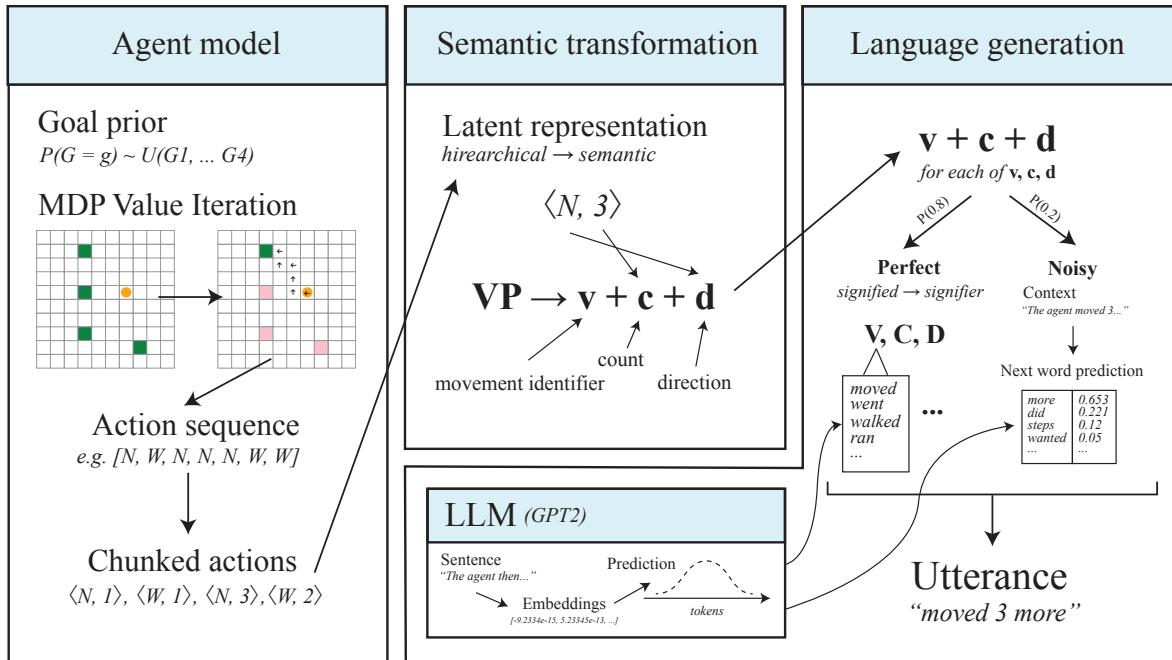 Agent model
Goal prior
P(G = g) ~ U(G1, ... G4)
MDP Value Iteration
Action sequence
e.g. [N, W, N, N, N, W, W]
Chunked actions
⟨N, 1⟩, ⟨W, 1⟩, ⟨N, 3⟩,⟨W, 2⟩
Semantic transformation
Latent representation
hirearchical → semantic
⟨N, 3⟩
VP → v + c + d
count
movement identifier
direction
Language generation
v + c + d
for each of v, c, d
P(0.8)
P(0.2)
Perfect
signified → signifier
V, C, D
moved
went
walked
ran
...
...
Noisy
Context
“The agent moved 3...”
Next word prediction
more 0.653
did 0.221
steps 0.12
wanted 0.05
... ...
LLM (GPT2)
Sentence
“The agent then...”
Embeddings
[-9.2334e-15, 5.23345e-13, ...]
Prediction
tokens
Utterance
“moved 3 more”